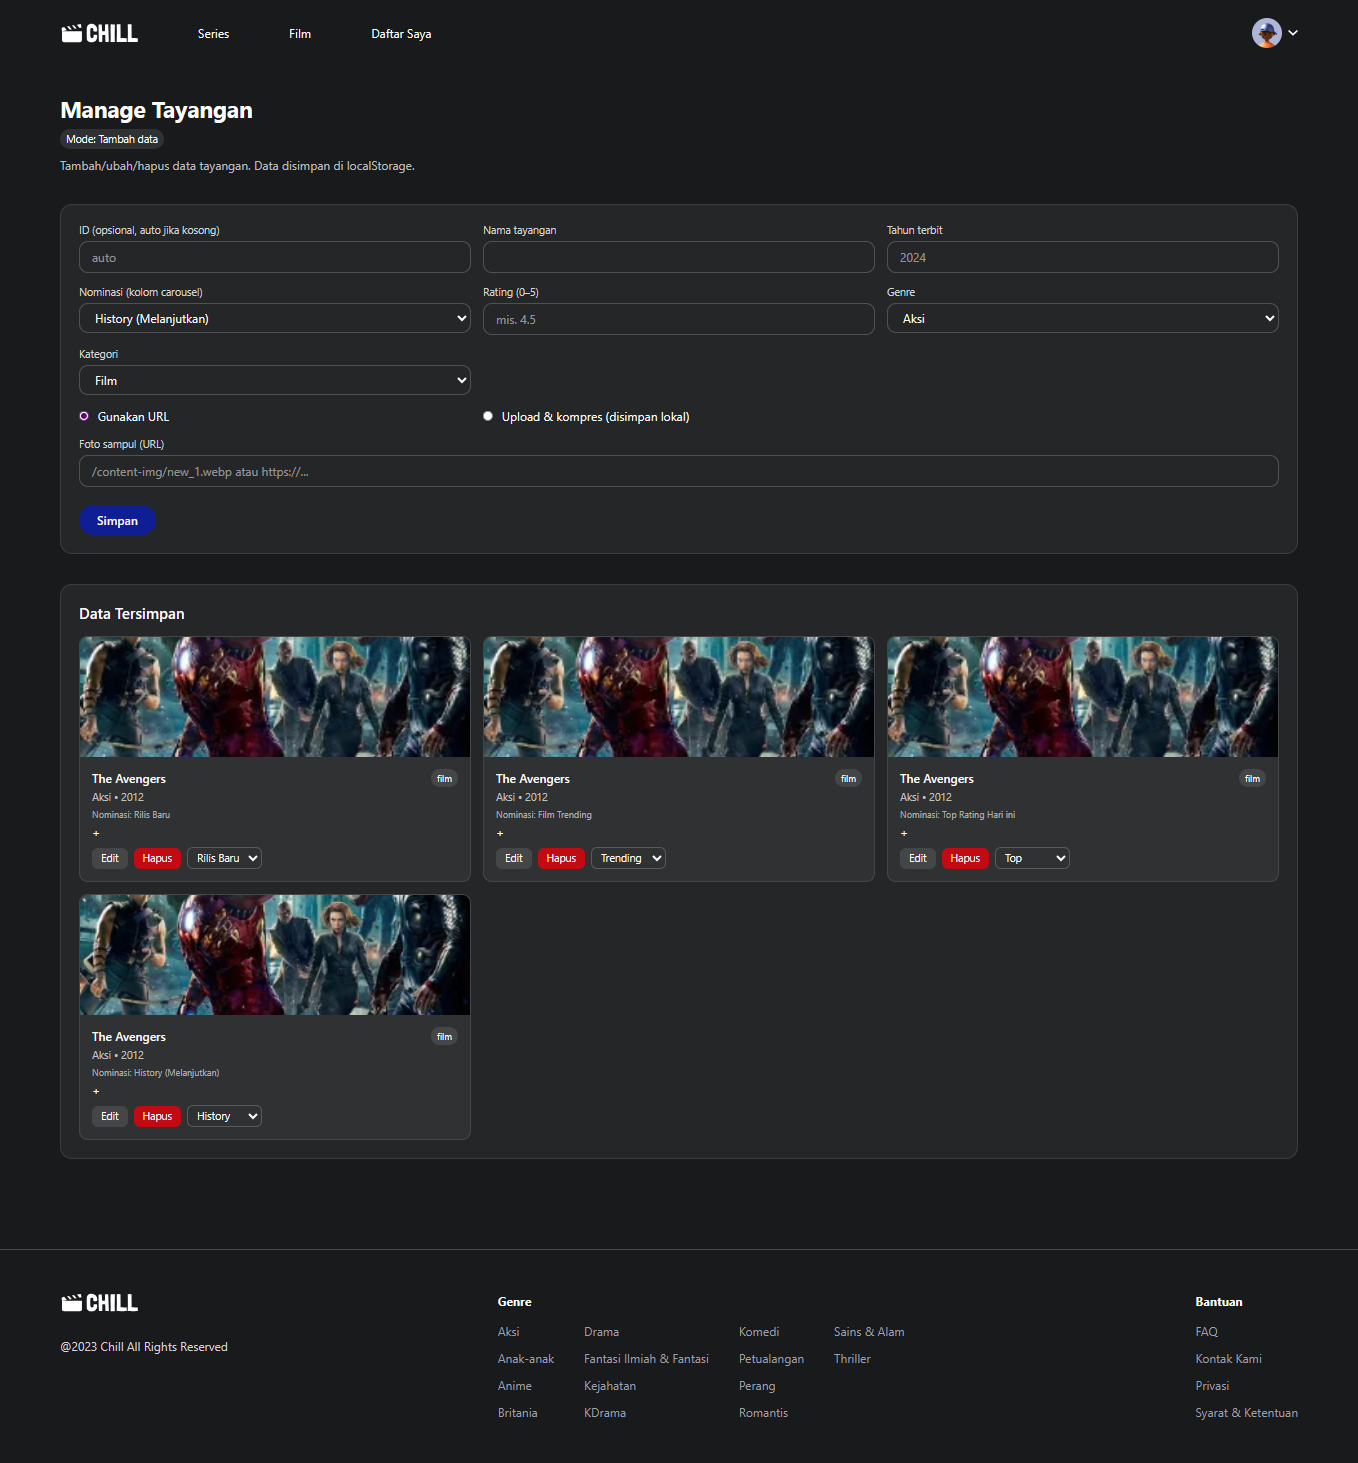 CHILL
Series
Film
Daftar Saya
Manage Tayangan
Mode: Tambah data
Tambah/ubah/hapus data tayangan. Data disimpan di localStorage.
ID (opsional, auto jika kosong)
Nama tayangan
Tahun terbit
auto
2024
Nominasi (kolom carousel)
Rating (0–5)
Genre
History (Melanjutkan)
mis. 4.5
Aksi
Kategori
Film
Gunakan URL
Upload & kompres (disimpan lokal)
Foto sampul (URL)
/content-img/new_1.webp atau https://...
Simpan
Data Tersimpan
The Avengers
film
Aksi • 2012
Nominasi: Rilis Baru
+
Edit
Hapus
Rilis Baru
The Avengers
film
Aksi • 2012
Nominasi: Film Trending
+
Edit
Hapus
Trending
The Avengers
film
Aksi • 2012
Nominasi: Top Rating Hari ini
+
Edit
Hapus
Top
The Avengers
film
Aksi • 2012
Nominasi: History (Melanjutkan)
+
Edit
Hapus
History
CHILL
@2023 Chill All Rights Reserved
Genre
Aksi
Anak-anak
Anime
Britania
Drama
Fantasi Ilmiah & Fantasi
Kejahatan
KDrama
Komedi
Petualangan
Perang
Romantis
Sains & Alam
Thriller
Bantuan
FAQ
Kontak Kami
Privasi
Syarat & Ketentuan